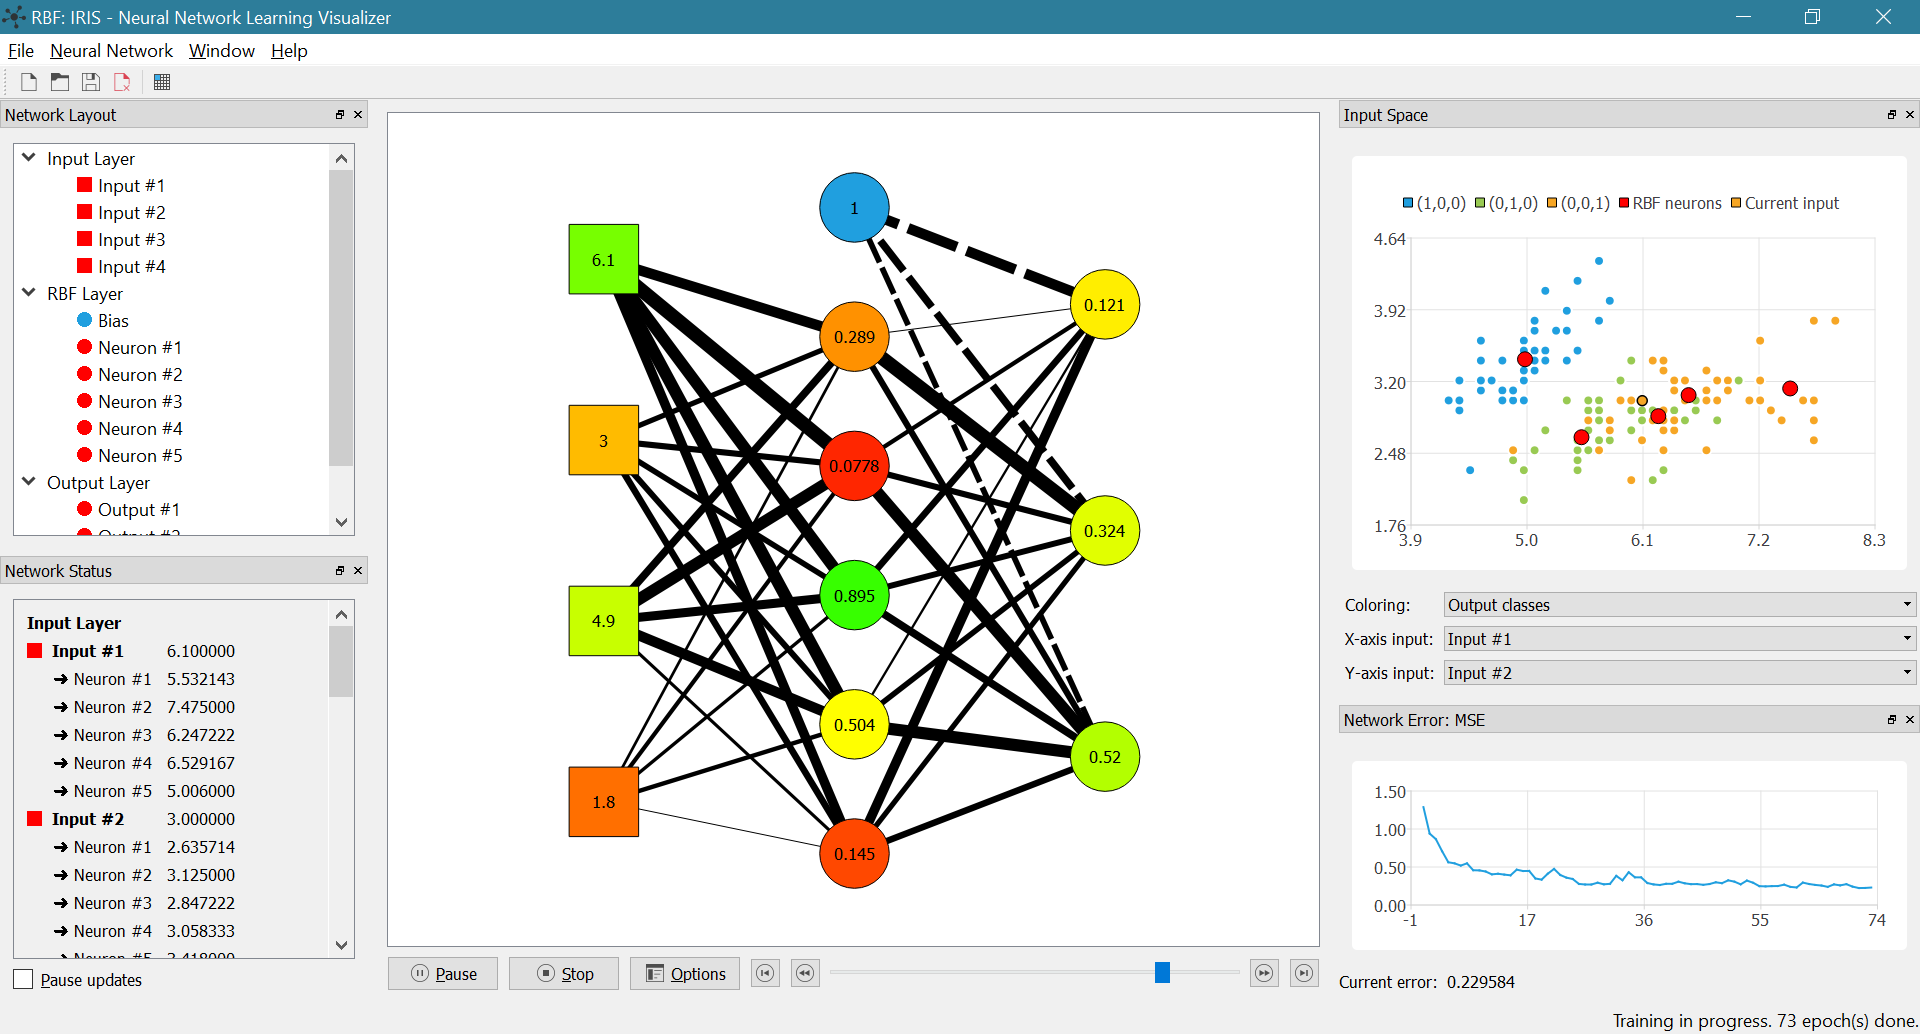 RBF: IRIS - Neural Network Learning Visualizer
File Neural Network Window Help
Network Layout
Input Layer
Input #1
Input #2
Input #3
Input #4
RBF Layer
Bias
Neuron #1
Neuron #2
Neuron #3
Neuron #4
Neuron #5
Output Layer
Output #1
Network Status
Input Layer
Input #1 6.100000
Neuron #1 5.532143
Neuron #2 7.475000
Neuron #3 6.247222
Neuron #4 6.529167
Neuron #5 5.006000
Input #2 3.000000
Neuron #1 2.635714
Neuron #2 3.125000
Neuron #3 2.847222
Neuron #4 3.058333
Pause updates
6.1
3
4.9
1.8
1
0.289
0.0778
0.895
0.504
0.145
0.121
0.324
0.52
Pause Stop Options
Input Space
(1,0,0) (0,1,0) (0,0,1) RBF neurons Current input
4.64
3.92
3.20
2.48
1.76
3.9 5.0 6.1 7.2 8.3
Coloring: Output classes
X-axis input: Input #1
Y-axis input: Input #2
Network Error: MSE
1.50
1.00
0.50
0.00
-1 17 36 55 74
Current error: 0.229584
Training in progress. 73 epoch(s) done.